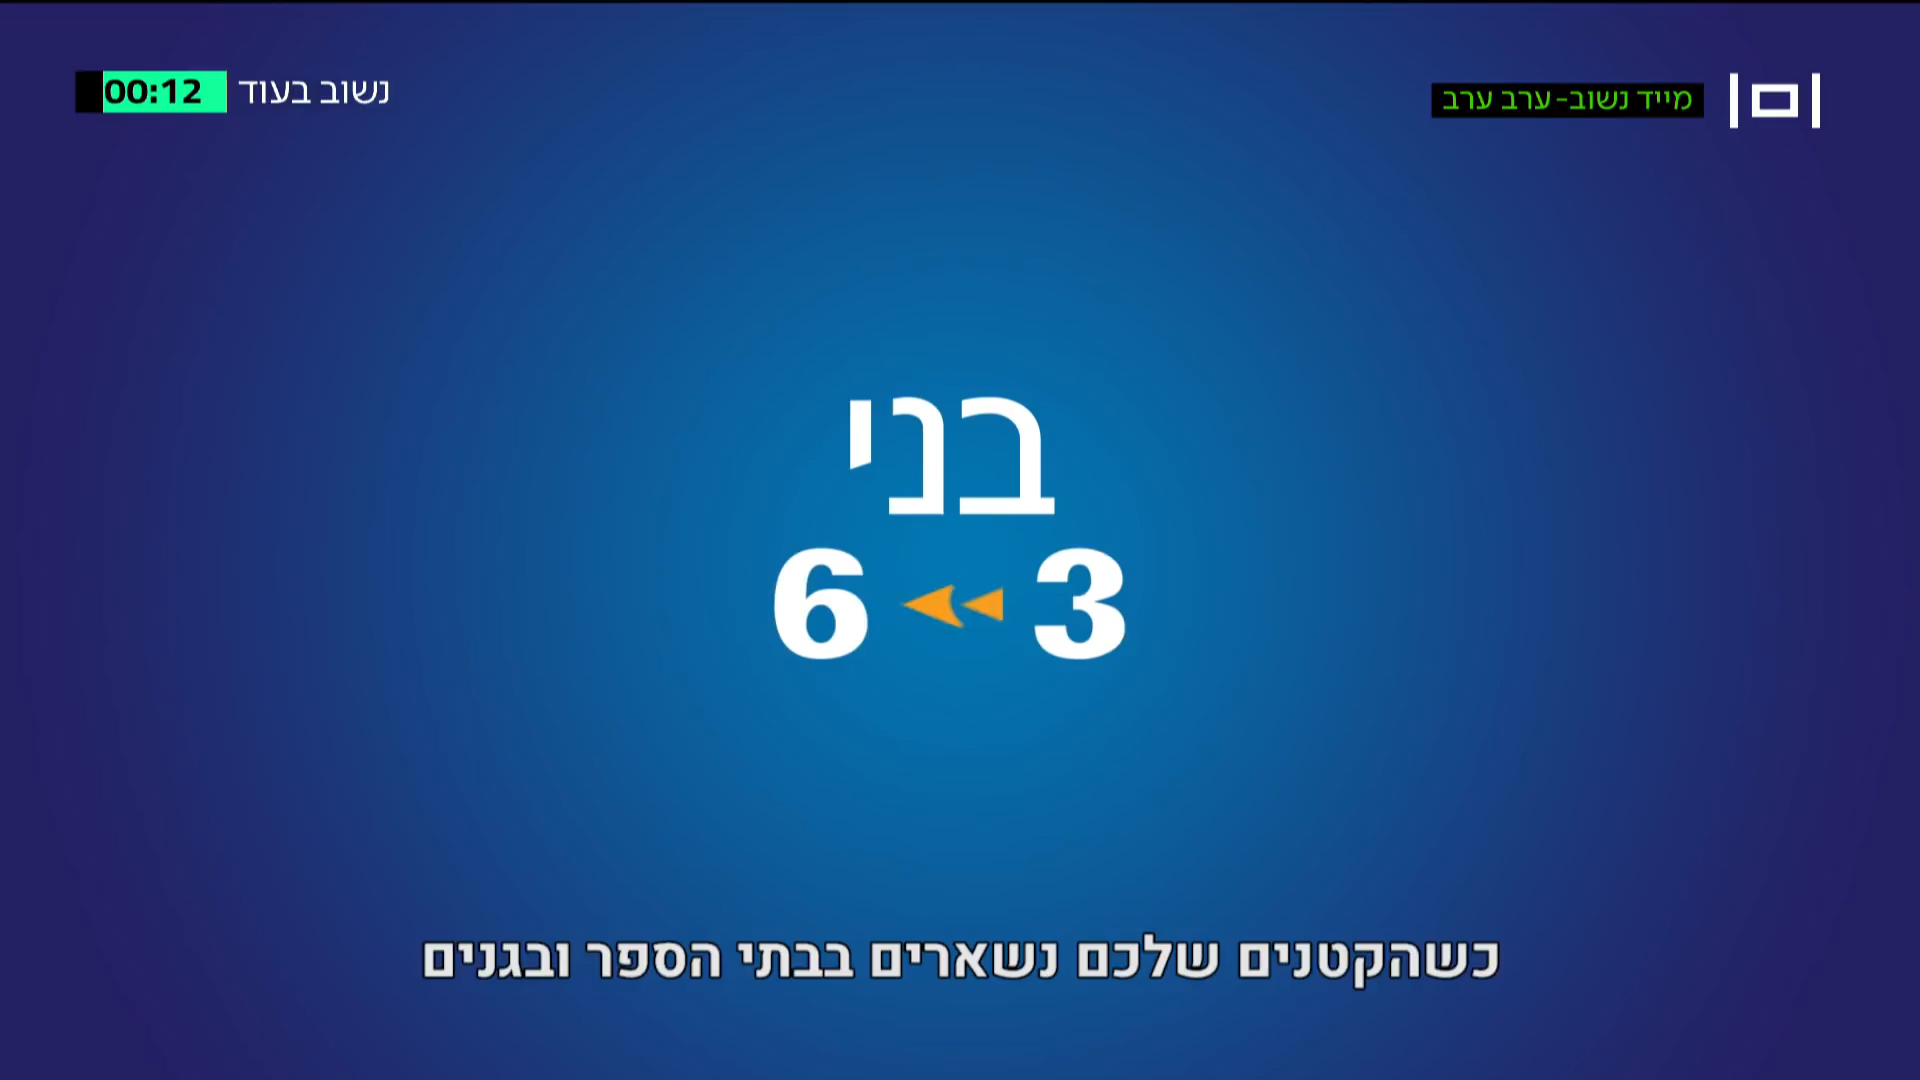 נשוב בעוד 00:12
מייד נשוב-ערב ערב
בני
3 6
כשהקטנים שלכם נשארים בבתי הספר ובגנים